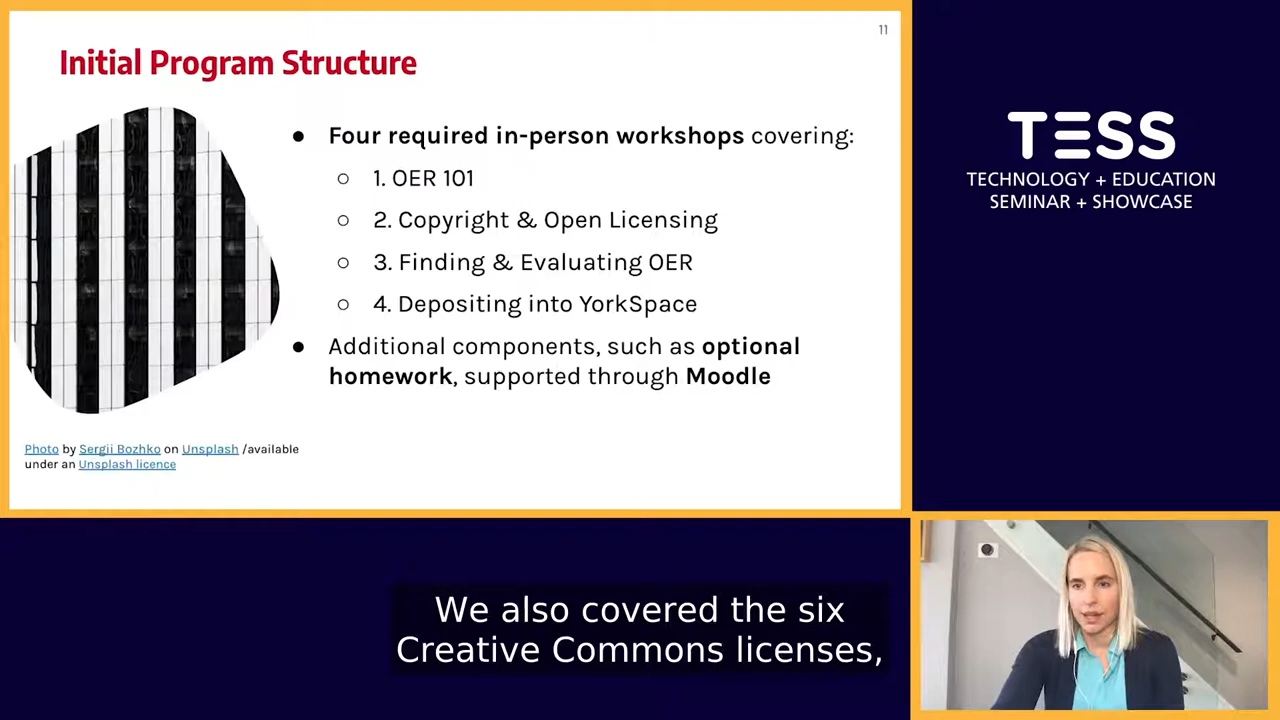 11
Initial Program Structure
● Four required in-person workshops covering:
○ 1. OER 101
○ 2. Copyright & Open Licensing
○ 3. Finding & Evaluating OER
○ 4. Depositing into YorkSpace
● Additional components, such as optional
homework, supported through Moodle
Photo by Sergii Bozhko on Unsplash /available
under an Unsplash licence
TESS
TECHNOLOGY + EDUCATION
SEMINAR + SHOWCASE
We also covered the six
Creative Commons licenses,